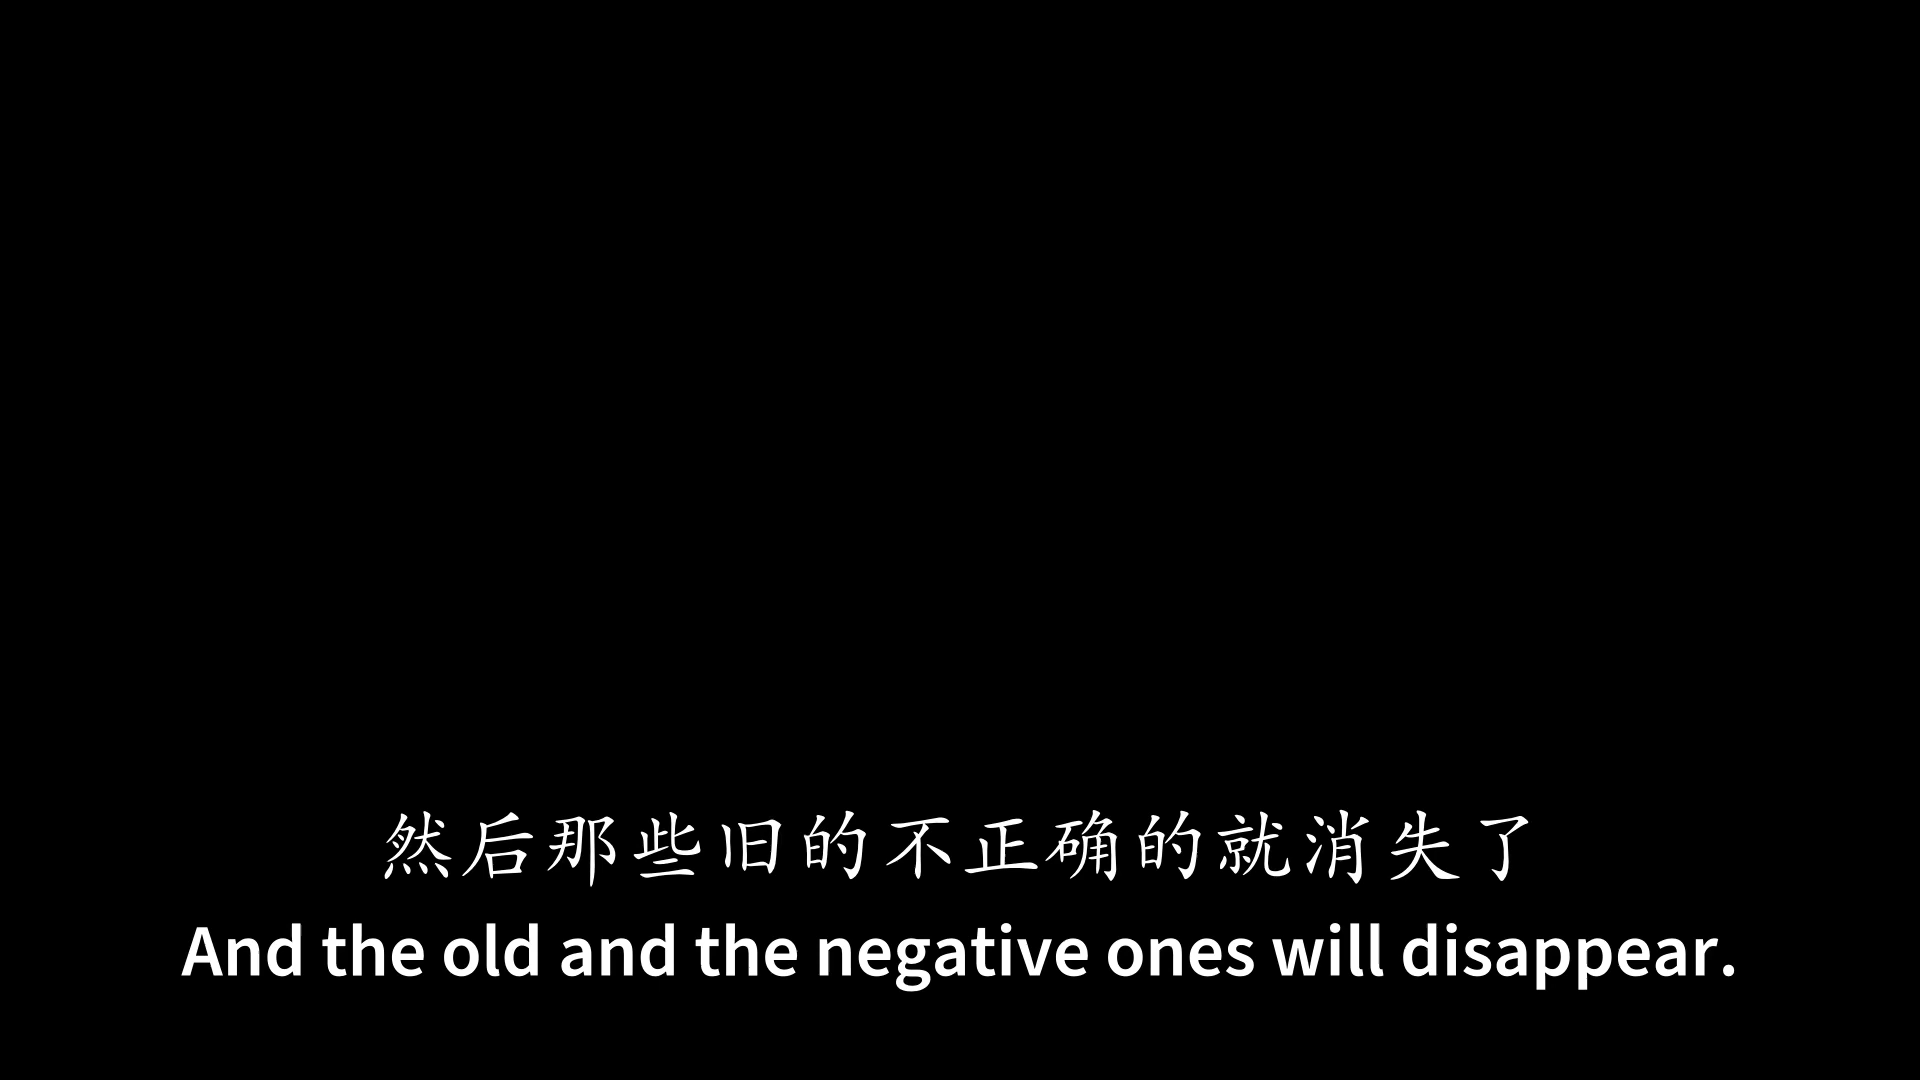 然后那些旧的不正确的就消失了
And the old and the negative ones will disappear.